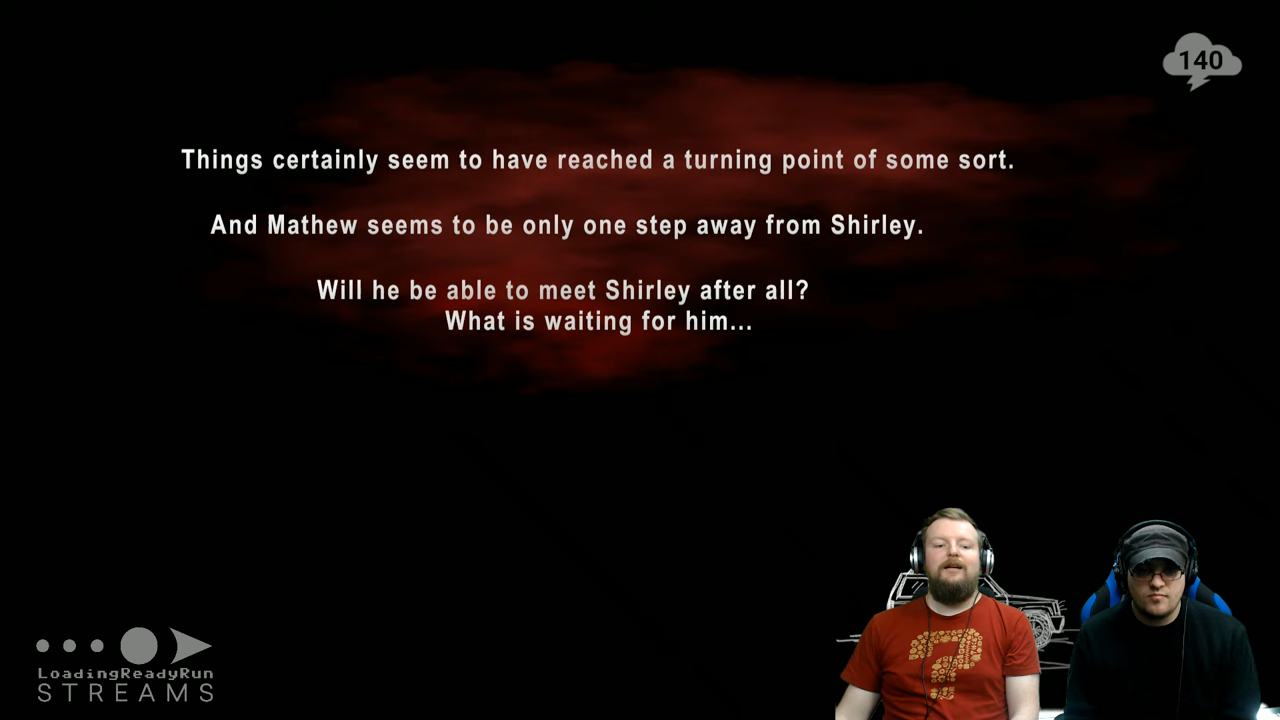 140
Things certainly seem to have reached a turning point of some sort.
And Mathew seems to be only one step away from Shirley.
Will he be able to meet Shirley after all?
What is waiting for him...
?
LoadingReadyRun
STREAMS